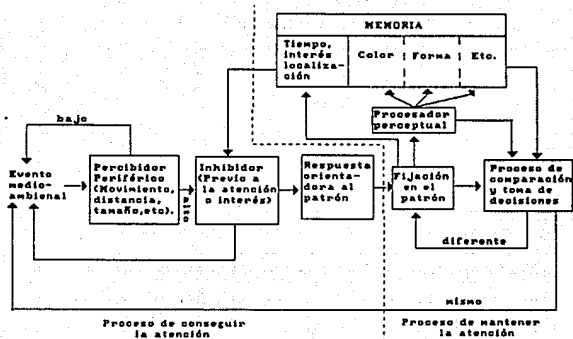 MEMORIA
Tiempo,
interés
localiza-
ción
Color
Forma
Etc.
Procesador
perceptual
bajo
Evento
medio-
ambienal
Percibidor
Periférico
(Movimiento,
distancia,
tamaño,etc).
alto
Inhibidor
(Previo a
la atención
o interés)
Respuesta
orienta-
dora al
patrón
Fijación
en el
patrón
Proceso de
comparación
y toma de
decisiones
diferente
mismo
Proceso de conseguir
la atención
Proceso de mantener
la atención